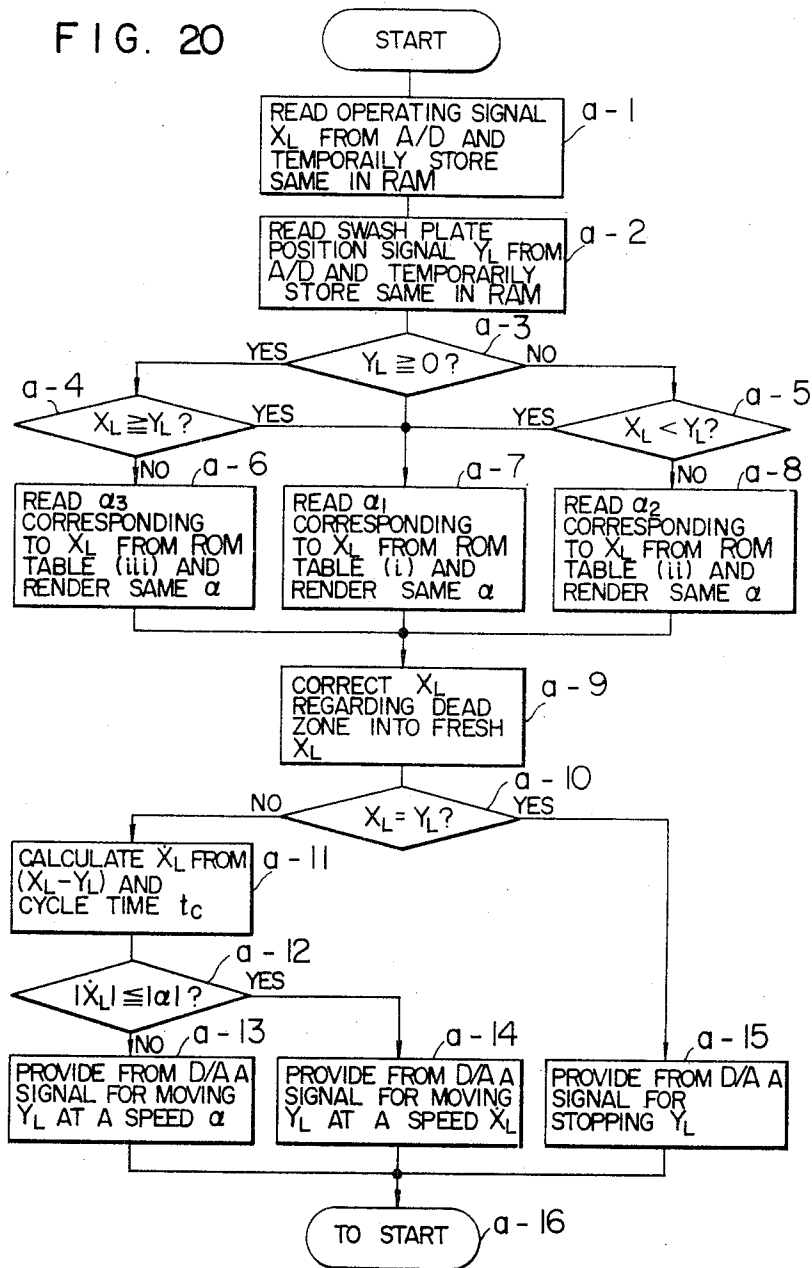 FIG. 20
START
READ OPERATING SIGNAL
XL FROM A/D AND
TEMPORAILY STORE
SAME IN RAM
a-1
READ SWASH PLATE
POSITION SIGNAL YL FROM
A/D AND TEMPORARILY
STORE SAME IN RAM
a-2
a-3
YES
YL ≧ 0?
NO
a-4
XL ≧ YL?
YES
YES
XL < YL?
a-5
NO
a-6
a-7
NO
a-8
READ α3
CORRESPONDING
TO XL FROM ROM
TABLE (iii) AND
RENDER SAME α
READ α1
CORRESPONDING
TO XL FROM ROM
TABLE (i) AND
RENDER SAME α
READ α2
CORRESPONDING
TO XL FROM ROM
TABLE (ii) AND
RENDER SAME α
CORRECT XL
REGARDING DEAD
ZONE INTO FRESH
XL
a-9
a-10
NO
XL = YL?
YES
CALCULATE ẊL FROM
(XL-YL) AND
CYCLE TIME tc
a-11
a-12
|ẊL| ≦ |α|?
YES
NO
a-13
a-14
a-15
PROVIDE FROM D/A A
SIGNAL FOR MOVING
YL AT A SPEED α
PROVIDE FROM D/A A
SIGNAL FOR MOVING
YL AT A SPEED ẊL
PROVIDE FROM D/A A
SIGNAL FOR
STOPPING YL
TO START
a-16